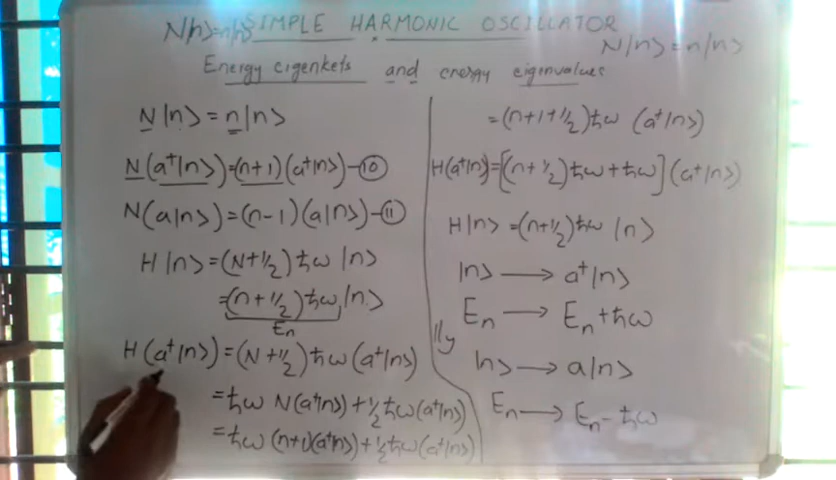 N|n>=n|n> SIMPLE HARMONIC OSCILLATOR
N|n> = n|n>
Energy eigenkets and energy eigenvalues
N|n> = n|n>
N(a†|n>)=(n+1)(a†|n>)-⑩
N(a|n>)=(n-1)(a|n>)-⑪
H|n> =(N+1/2)ħω |n>
=(n+1/2)ħω |n>
En
H(a†|n>)=(N+1/2)ħω(a†|n>)
=ħω N(a†|n>)+1/2ħω(a†|n>)
=ħω (n+1)(a†|n>)+1/2ħω(a†|n>)
=(n+1+1/2)ħω (a†|n>)
H(a†|n>)=[(n+1/2)ħω+ħω](a†|n>)
H|n> =(n+1/2)ħω |n>
|n> → a†|n>
En → En+ħω
||ly |n> → a|n>
En → En-ħω